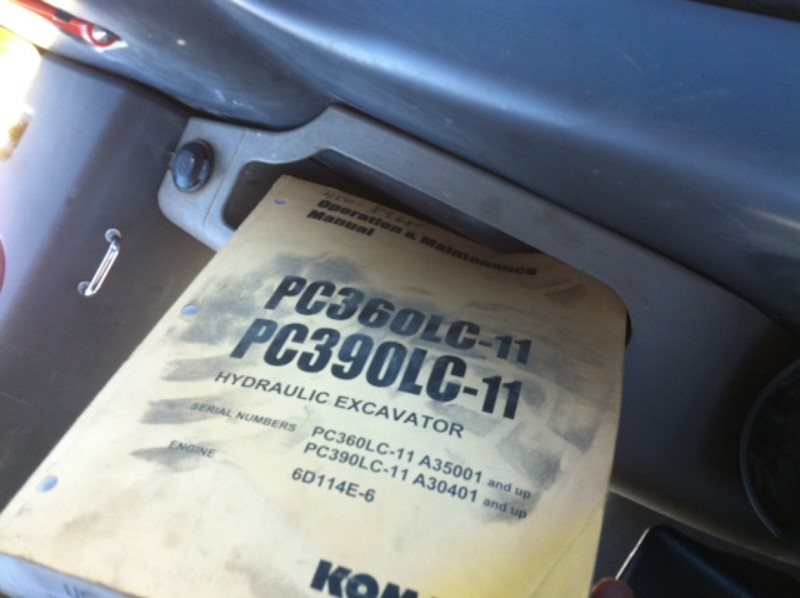 Operation & Maintenance
Manual
PC360LC-11
PC390LC-11
HYDRAULIC EXCAVATOR
SERIAL NUMBERS PC360LC-11 A35001 and up
PC390LC-11 A30401 and up
ENGINE 6D114E-6